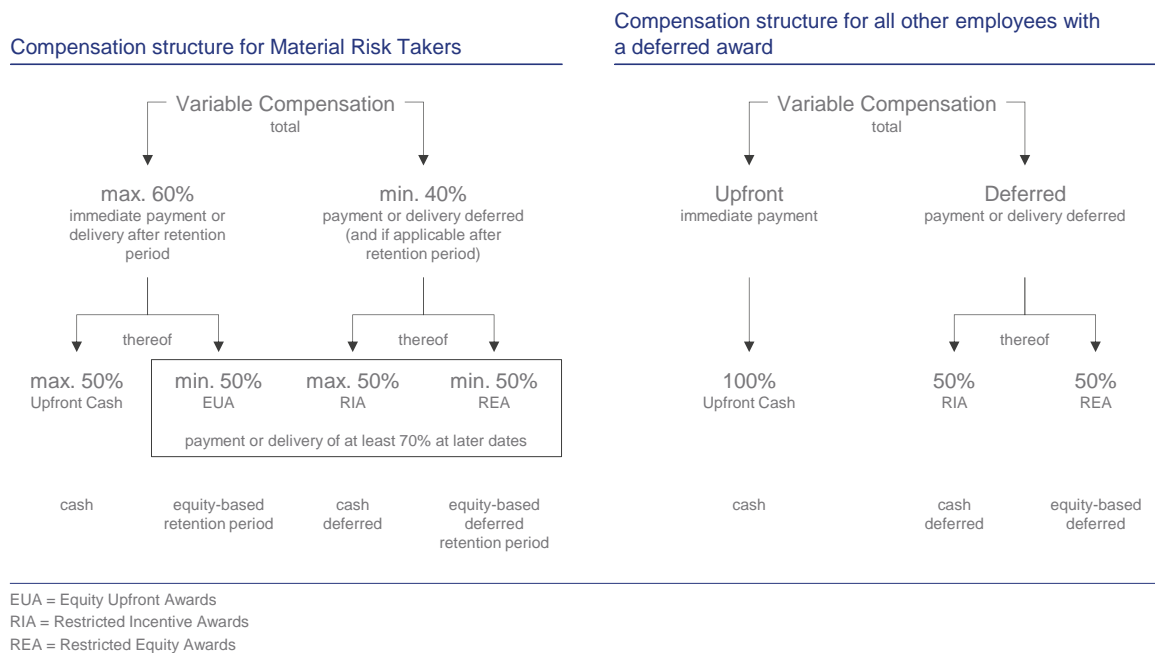 Compensation structure for Material Risk Takers
Variable Compensation
total
max. 60%
immediate payment or
delivery after retention
period
min. 40%
payment or delivery deferred
(and if applicable after
retention period)
thereof
thereof
max. 50%
Upfront Cash
min. 50%
EUA
max. 50%
RIA
min. 50%
REA
payment or delivery of at least 70% at later dates
cash
equity-based
retention period
cash
deferred
equity-based
deferred
retention period
Compensation structure for all other employees with
a deferred award
Variable Compensation
total
Upfront
immediate payment
Deferred
payment or delivery deferred
thereof
100%
Upfront Cash
50%
RIA
50%
REA
cash
cash
deferred
equity-based
deferred
EUA = Equity Upfront Awards
RIA = Restricted Incentive Awards
REA = Restricted Equity Awards